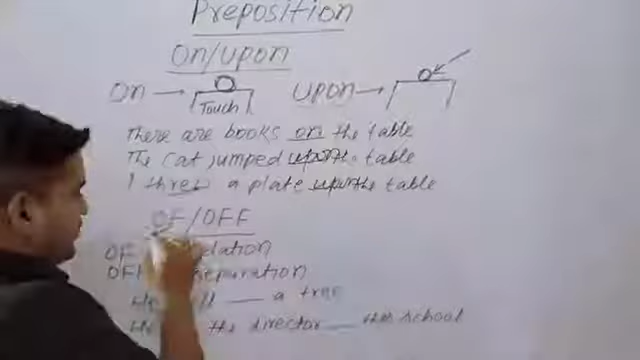 Preposition
On/upon
On → Touch upon →
There are books on the table
The cat jumped upon the table
I threw a plate upon the table
OF/OFF
OF
OFF separation
a tree
the director the school